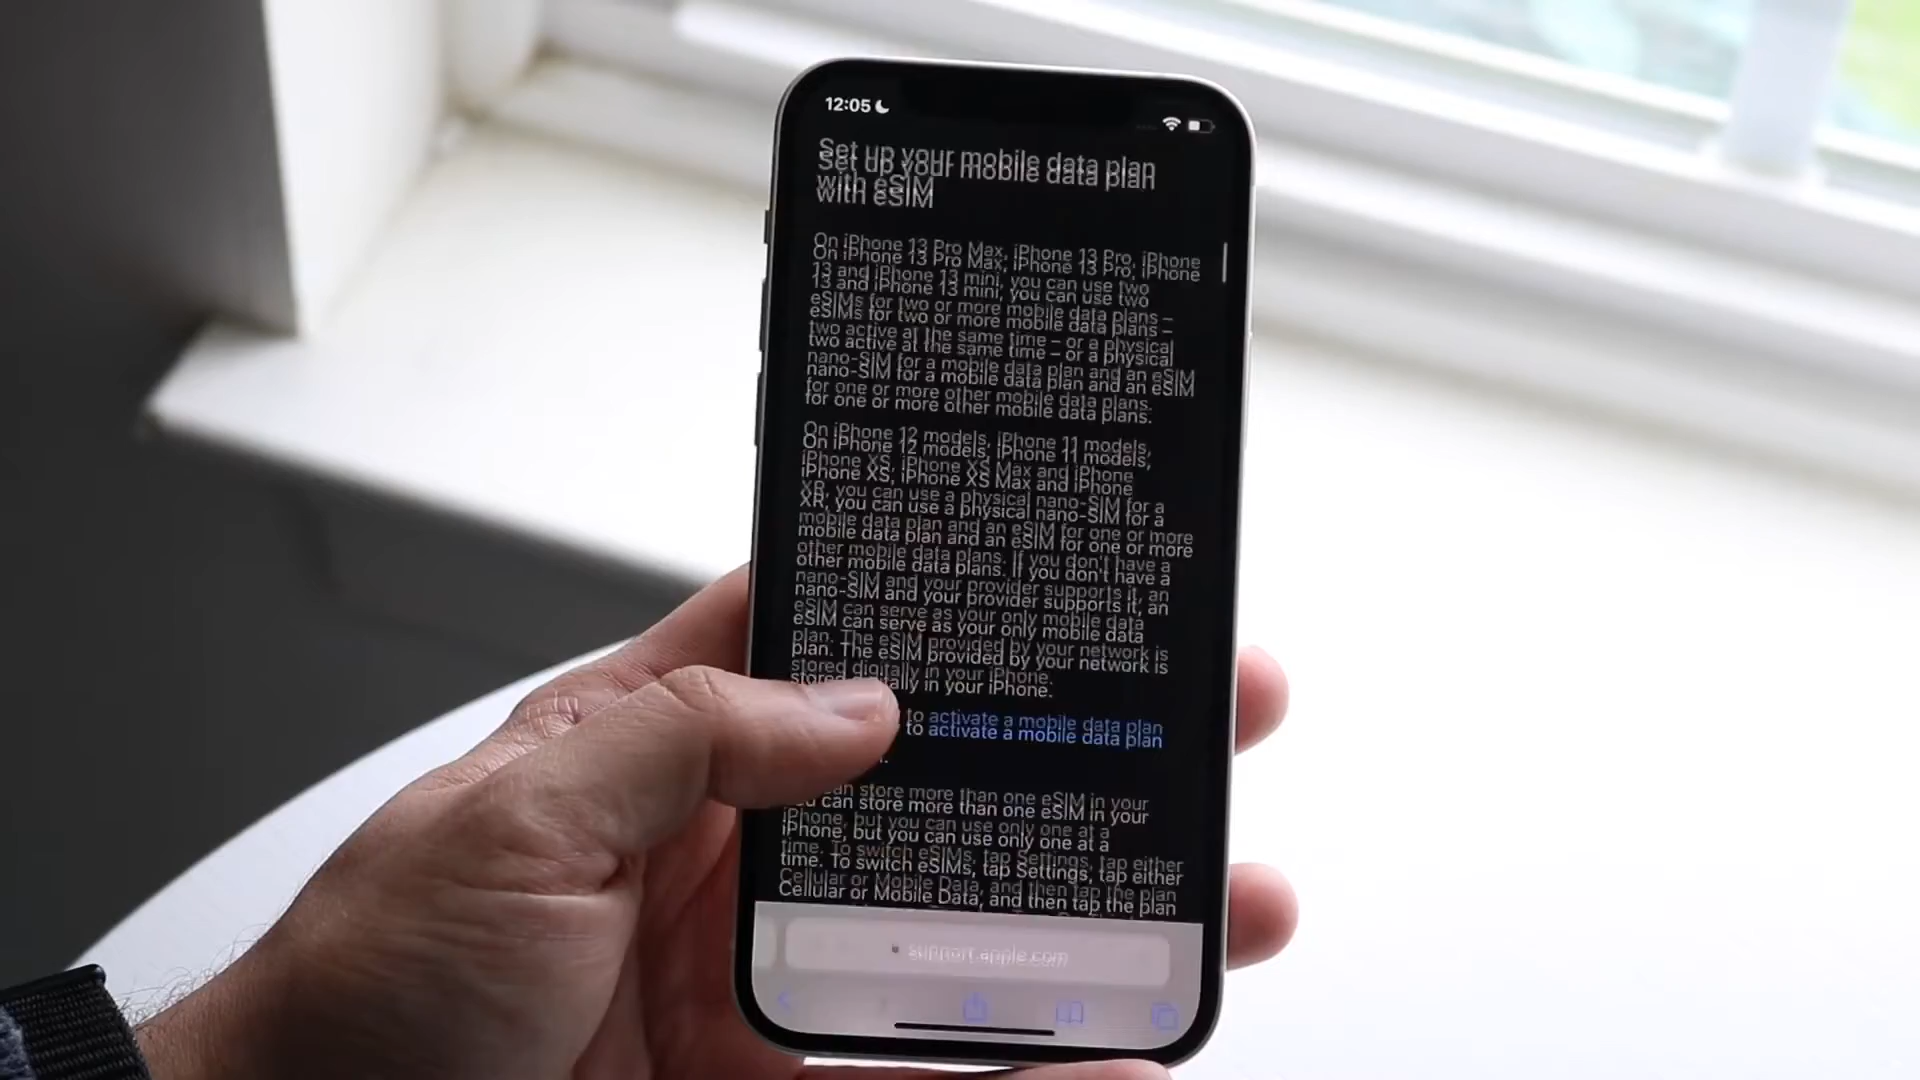 12:05
Set up your mobile data plan
with eSIM
On iPhone 13 Pro Max, iPhone 13 Pro, iPhone
13 and iPhone 13 mini, you can use two
eSIMs for two or more mobile data plans –
two active at the same time – or a physical
nano-SIM for a mobile data plan and an eSIM
for one or more other mobile data plans.
On iPhone 12 models, iPhone 11 models,
iPhone XS, iPhone XS Max and iPhone
XR, you can use a physical nano-SIM for a
mobile data plan and an eSIM for one or more
other mobile data plans. If you don't have a
nano-SIM and your provider supports it, an
eSIM can serve as your only mobile data
plan. The eSIM provided by your network is
stored digitally in your iPhone.
to activate a mobile data plan
can store more than one eSIM in your
iPhone, but you can use only one at a
time. To switch eSIMs, tap Settings, tap either
Cellular or Mobile Data, and then tap the plan
support.apple.com